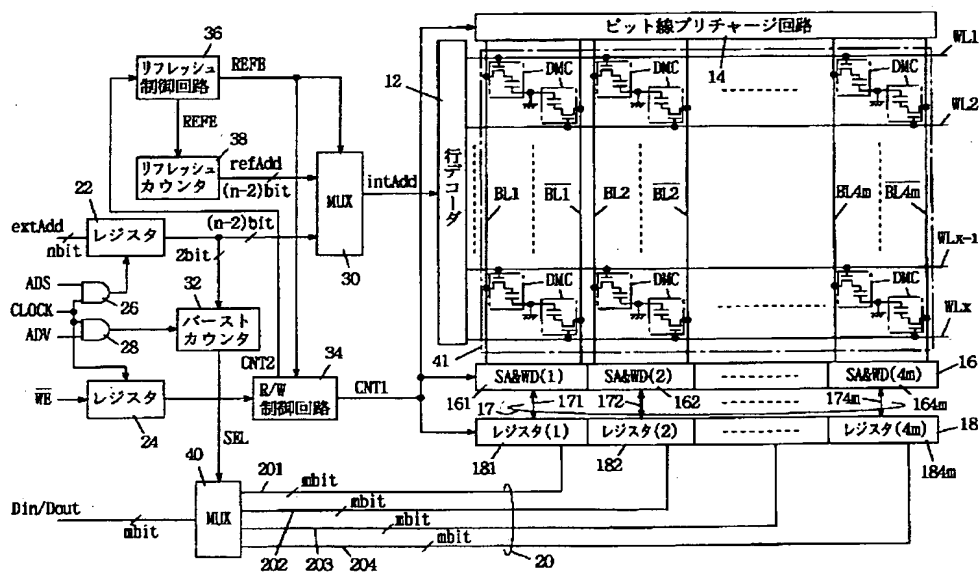 ビット線プリチャージ回路
WL1
36
リフレッシュ
制御回路
REFB
12
14
DMC
DMC
DMC
WL2
REFE
38
リフレッシュ
カウンタ
refAdd
(n-2)bit
MUX
intAdd
行デコーダ
BL1
BL1
BL2
BL2
BL4m
BL4m
22
(n-2)bit
extAdd
nbit
レジスタ
2bit
30
WLx-1
ADS
26
32
CLOCK
バースト
カウンタ
ADV
28
DMC
DMC
DMC
WLx
CNT2
34
41
WE
レジスタ
R/W
制御回路
CNT1
SA&WD(1)
SA&WD(2)
SA&WD(4m)
16
161
17
171
172
162
174m
164m
24
SEL
レジスタ(1)
レジスタ(2)
レジスタ(4m)
18
40
201
181
182
184m
mbit
Din/Dout
mbit
MUX
mbit
mbit
mbit
202
203
204
20